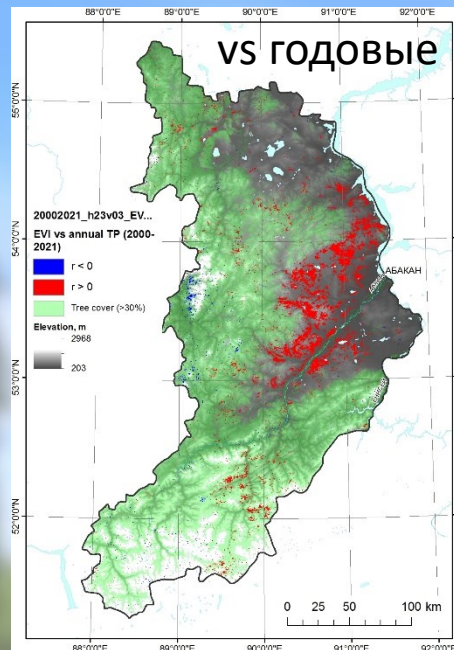 88°0'0"E 89°0'0"E 90°0'0"E 91°0'0"E 92°0'0"E
vs годовые
55°0'0"N
20002021_h23v03_EV...
EVI vs annual TP (2000-
2021)
r < 0
r > 0
Tree cover (>30%)
Elevation, m
2968
203
54°0'0"N
АБАКАН
53°0'0"N
52°0'0"N
0 25 50 100 km
88°0'0"E 89°0'0"E 90°0'0"E 91°0'0"E